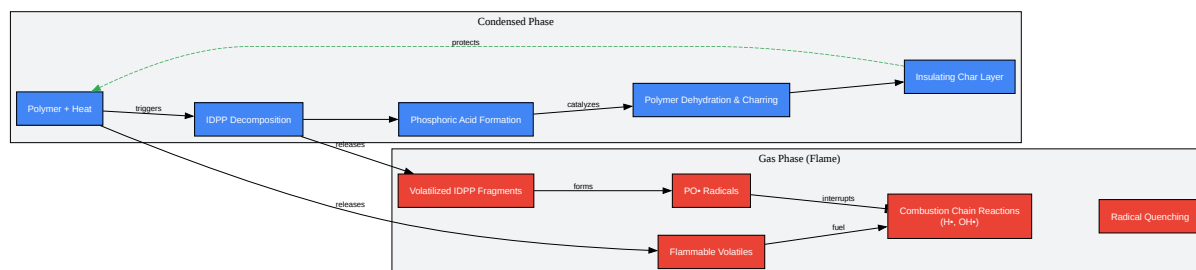 Condensed Phase
protects
Insulating Char Layer
Polymer + Heat
triggers
IDPP Decomposition
Phosphoric Acid Formation
catalyzes
Polymer Dehydration & Charring
releases
Gas Phase (Flame)
Volatilized IDPP Fragments
forms
PO• Radicals
interrupts
Combustion Chain Reactions
(H•, OH•)
Radical Quenching
releases
Flammable Volatiles
fuel